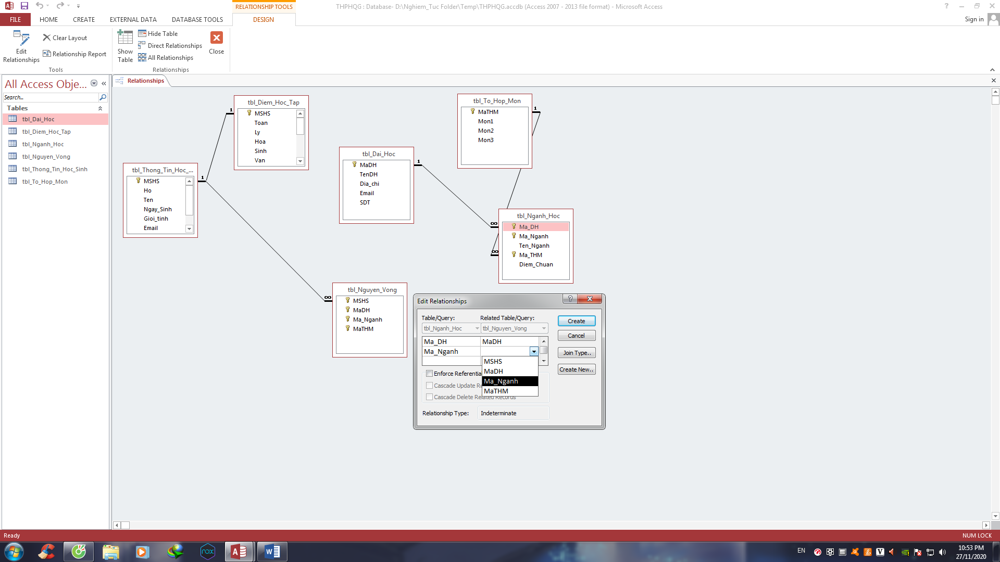 RELATIONSHIP TOOLS
THPHQG : Database- D:\Nghiem_Tuc Folder\Temp\THPHQG.accdb (Access 2007 - 2013 file format) - Microsoft Access
FILE
HOME
CREATE
EXTERNAL DATA
DATABASE TOOLS
DESIGN
Sign in
Edit
Relationships
Clear Layout
Relationship Report
Tools
Show
Table
Hide Table
Direct Relationships
All Relationships
Close
Relationships
All Access Obje...
Search...
Tables
tbl_Dai_Hoc
tbl_Diem_Hoc_Tap
tbl_Nganh_Hoc
tbl_Nguyen_Vong
tbl_Thong_Tin_Hoc_Sinh
tbl_To_Hop_Mon
Relationships
tbl_Diem_Hoc_Tap
MSHS
Toan
Ly
Hoa
Sinh
Van
1
tbl_To_Hop_Mon
MaTHM
Mon1
Mon2
Mon3
1
tbl_Dai_Hoc
MaDH
TenDH
Dia_chi
Email
SDT
1
tbl_Thong_Tin_Hoc_...
MSHS
Ho
Ten
Ngay_Sinh
Gioi_tinh
Email
1
tbl_Nganh_Hoc
Ma_DH
Ma_Nganh
Ten_Nganh
Ma_THM
Diem_Chuan
∞
∞
tbl_Nguyen_Vong
MSHS
MaDH
Ma_Nganh
MaTHM
∞
Edit Relationships
?
Table/Query:
Related Table/Query:
tbl_Nganh_Hoc
tbl_Nguyen_Vong
Ma_DH
MaDH
Ma_Nganh
MSHS
MaDH
Ma_Nganh
MaTHM
Enforce Referentia
Cascade Update Re
Cascade Delete Related Records
Relationship Type:
Indeterminate
Create
Cancel
Join Type..
Create New..
Ready
NUM LOCK
nox
EN
V
10:53 PM
27/11/2020